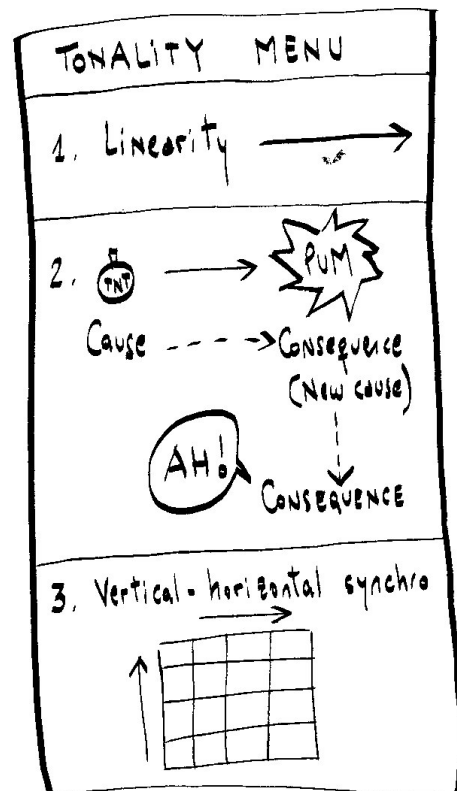 TONALITY MENU
1. Linearity
2. TNT PUM
Cause Consequence
(New cause)
AH!
CONSEQUENCE
3. Vertical - horizontal synchro